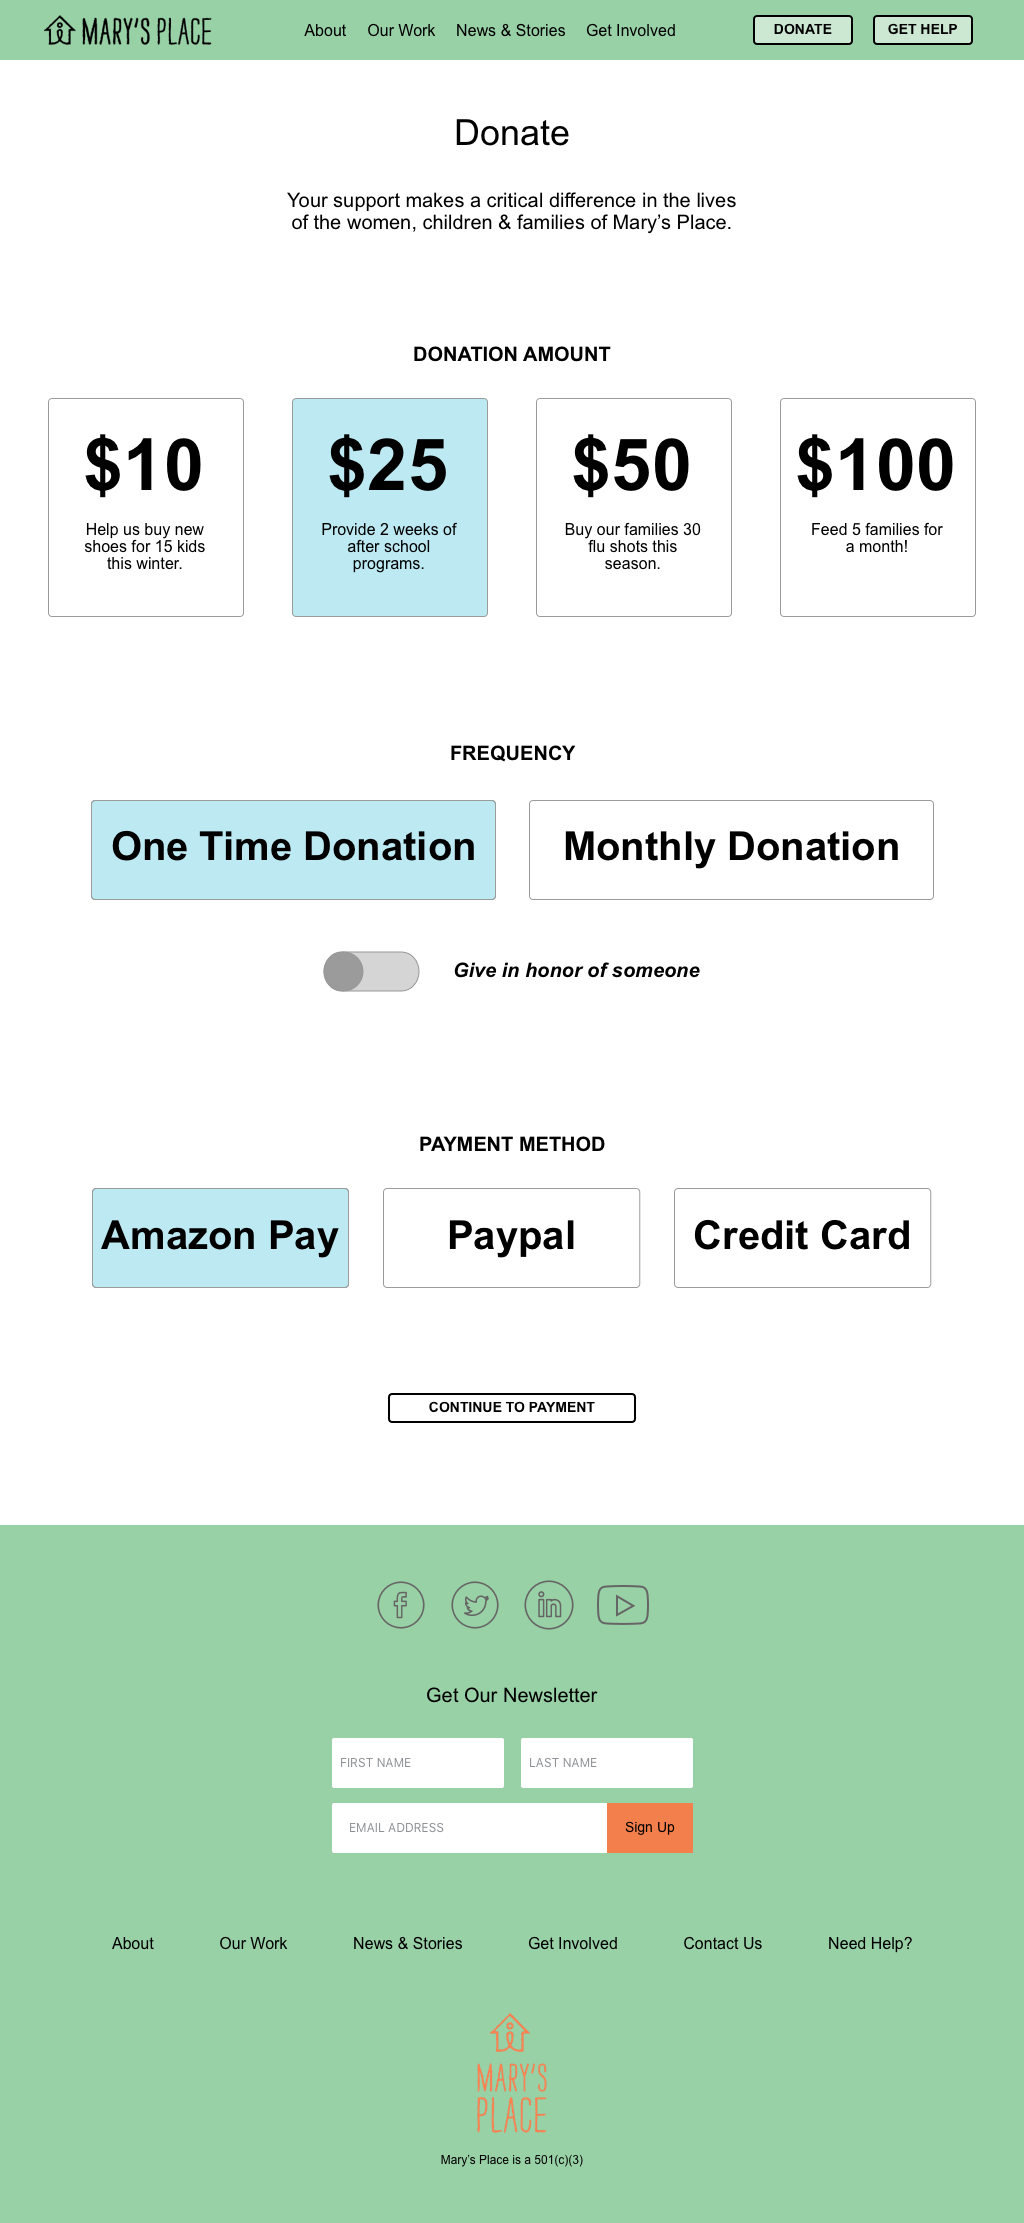 MARY'S PLACE
About Our Work News & Stories Get Involved
DONATE
GET HELP
Donate
Your support makes a critical difference in the lives
of the women, children & families of Mary's Place.
DONATION AMOUNT
$10
Help us buy new
shoes for 15 kids
this winter.
$25
Provide 2 weeks of
after school
programs.
$50
Buy our families 30
flu shots this
season.
$100
Feed 5 families for
a month!
FREQUENCY
One Time Donation
Monthly Donation
Give in honor of someone
PAYMENT METHOD
Amazon Pay
Paypal
Credit Card
CONTINUE TO PAYMENT
f
in
Get Our Newsletter
FIRST NAME
LAST NAME
EMAIL ADDRESS
Sign Up
About Our Work News & Stories Get Involved Contact Us Need Help?
MARY'S
PLACE
Mary's Place is a 501(c)(3)